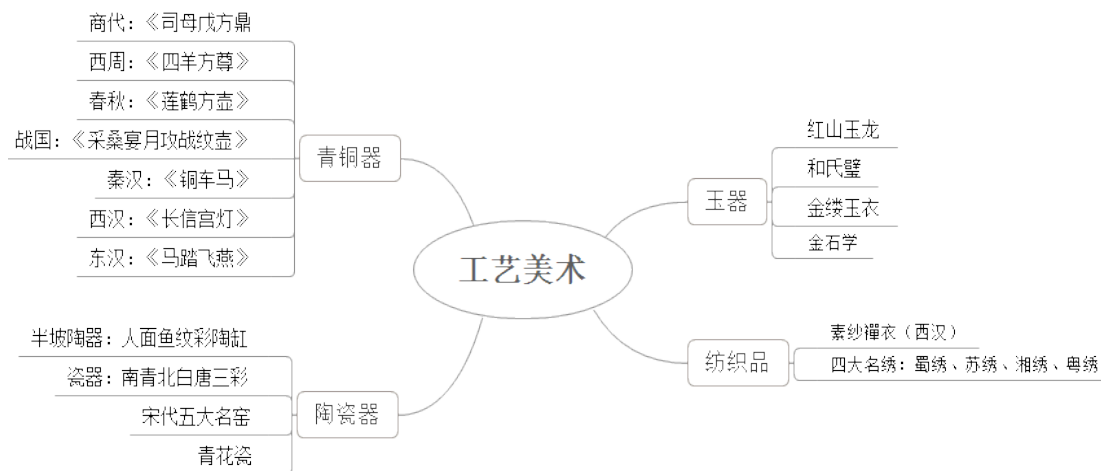 工艺美术
青铜器
商代：《司母戊方鼎
西周：《四羊方尊》
春秋：《莲鹤方壶》
战国：《采桑宴月攻战纹壶》
秦汉：《铜车马》
西汉：《长信宫灯》
东汉：《马踏飞燕》
陶瓷器
半坡陶器：人面鱼纹彩陶缸
瓷器：南青北白唐三彩
宋代五大名窑
青花瓷
玉器
红山玉龙
和氏璧
金缕玉衣
金石学
纺织品
素纱襌衣（西汉）
四大名绣：蜀绣、苏绣、湘绣、粤绣